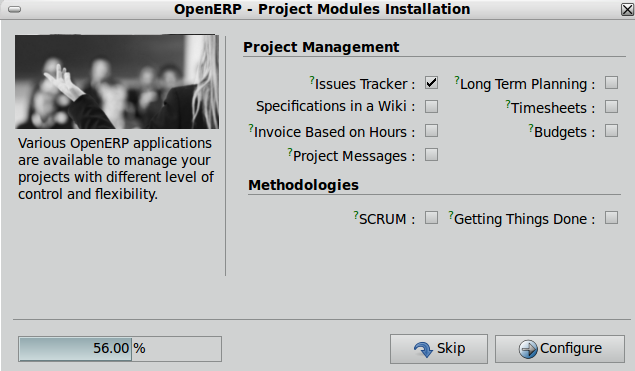 OpenERP - Project Modules Installation
Various OpenERP applications
are available to manage your
projects with different level of
control and flexibility.
Project Management
?Issues Tracker : ?Long Term Planning :
Specifications in a Wiki : ?Timesheets :
?Invoice Based on Hours : ?Budgets :
?Project Messages :
Methodologies
?SCRUM : ?Getting Things Done :
56.00 % Skip Configure